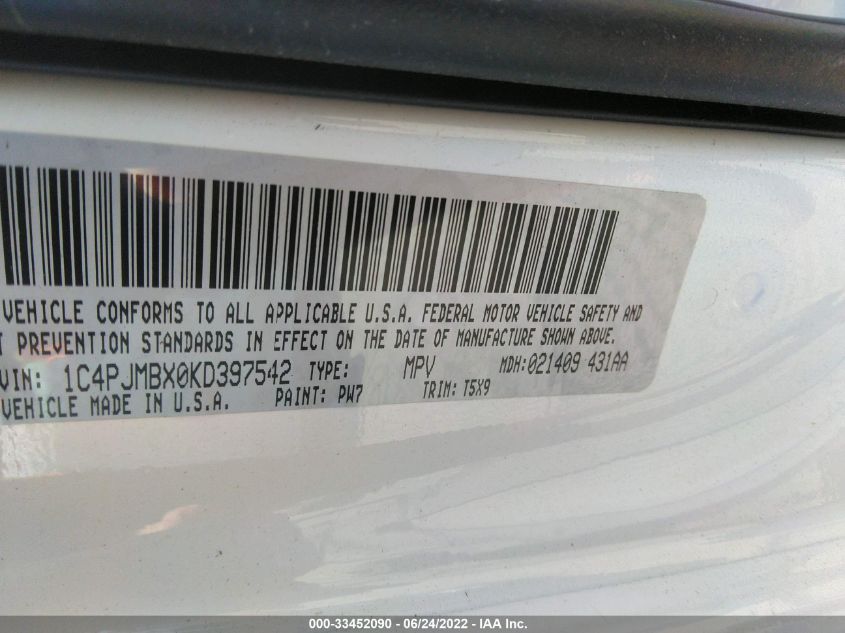 VEHICLE CONFORMS TO ALL APPLICABLE U.S.A. FEDERAL MOTOR VEHICLE SAFETY AND
PREVENTION STANDARDS IN EFFECT ON THE DATE OF MANUFACTURE SHOWN ABOVE.
VIN: 1C4PJMBX0KD397542 TYPE: MPV MDH: 021409 431AA
VEHICLE MADE IN U.S.A. PAINT: PW7 TRIM: T5X9
000-33452090 - 06/24/2022 - IAA Inc.